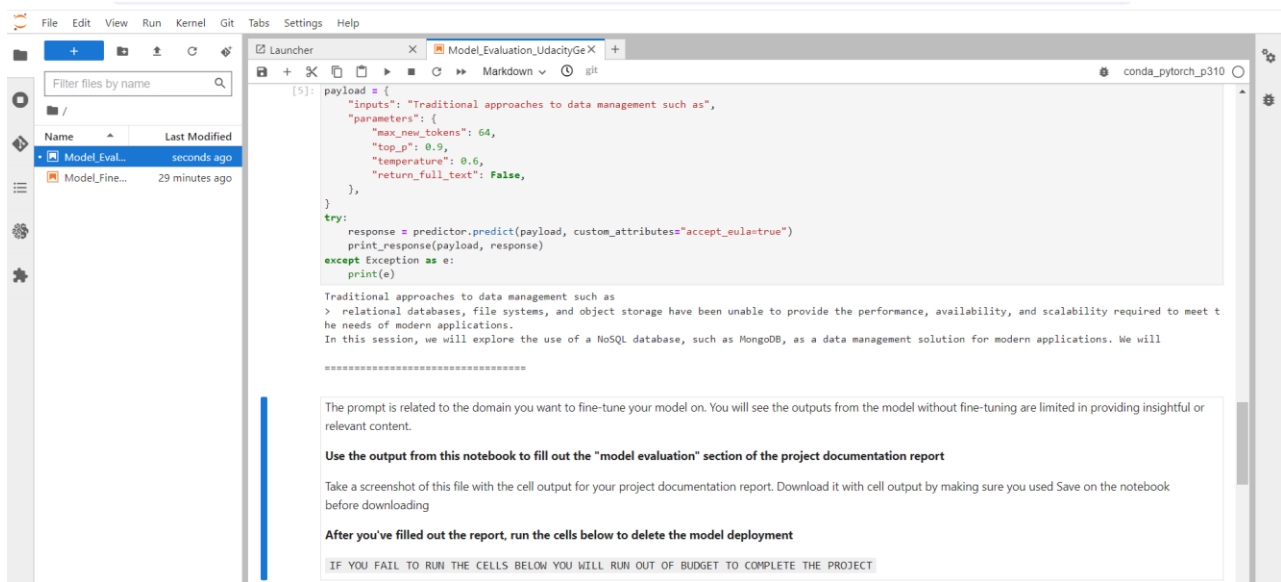 File Edit View Run Kernel Git Tabs Settings Help
Launcher
Model_Evaluation_UdacityGe
Filter files by name
/
Name Last Modified
Model_Eval... seconds ago
Model_Fine... 29 minutes ago
Markdown
git
conda_pytorch_p310
[5]: payload = {
"inputs": "Traditional approaches to data management such as",
"parameters": {
"max_new_tokens": 64,
"top_p": 0.9,
"temperature": 0.6,
"return_full_text": False,
},
}
try:
response = predictor.predict(payload, custom_attributes="accept_eula=true")
print_response(payload, response)
except Exception as e:
print(e)
Traditional approaches to data management such as
> relational databases, file systems, and object storage have been unable to provide the performance, availability, and scalability required to meet t
he needs of modern applications.
In this session, we will explore the use of a NoSQL database, such as MongoDB, as a data management solution for modern applications. We will
==================================
The prompt is related to the domain you want to fine-tune your model on. You will see the outputs from the model without fine-tuning are limited in providing insightful or
relevant content.
Use the output from this notebook to fill out the "model evaluation" section of the project documentation report
Take a screenshot of this file with the cell output for your project documentation report. Download it with cell output by making sure you used Save on the notebook
before downloading
After you've filled out the report, run the cells below to delete the model deployment
IF YOU FAIL TO RUN THE CELLS BELOW YOU WILL RUN OUT OF BUDGET TO COMPLETE THE PROJECT